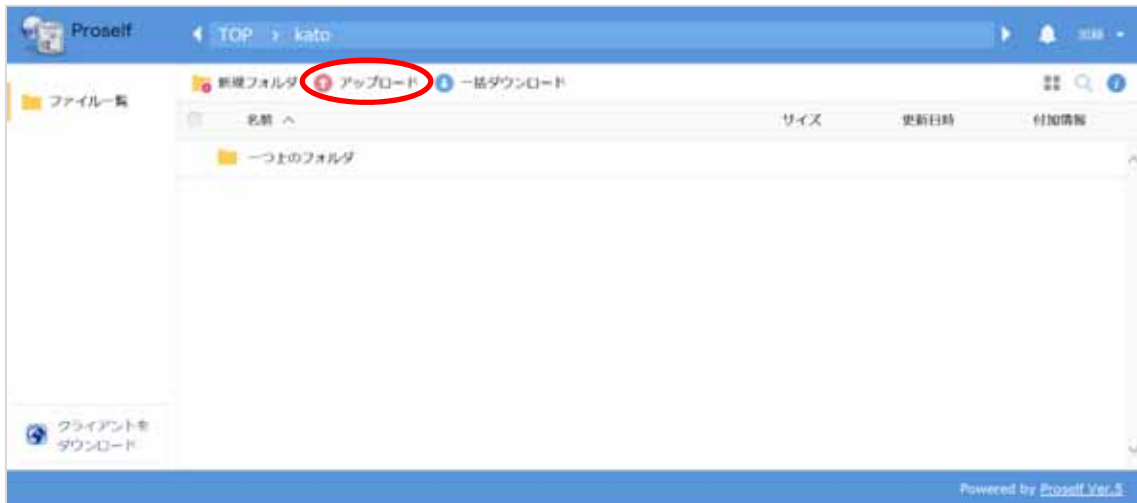 Proself
TOP > kato
ファイル一覧
新規フォルダ アップロード 一括ダウンロード
名前 サイズ 更新日時 付加情報
一つ上のフォルダ
クライアントを
ダウンロード
Powered by Proself Ver.5